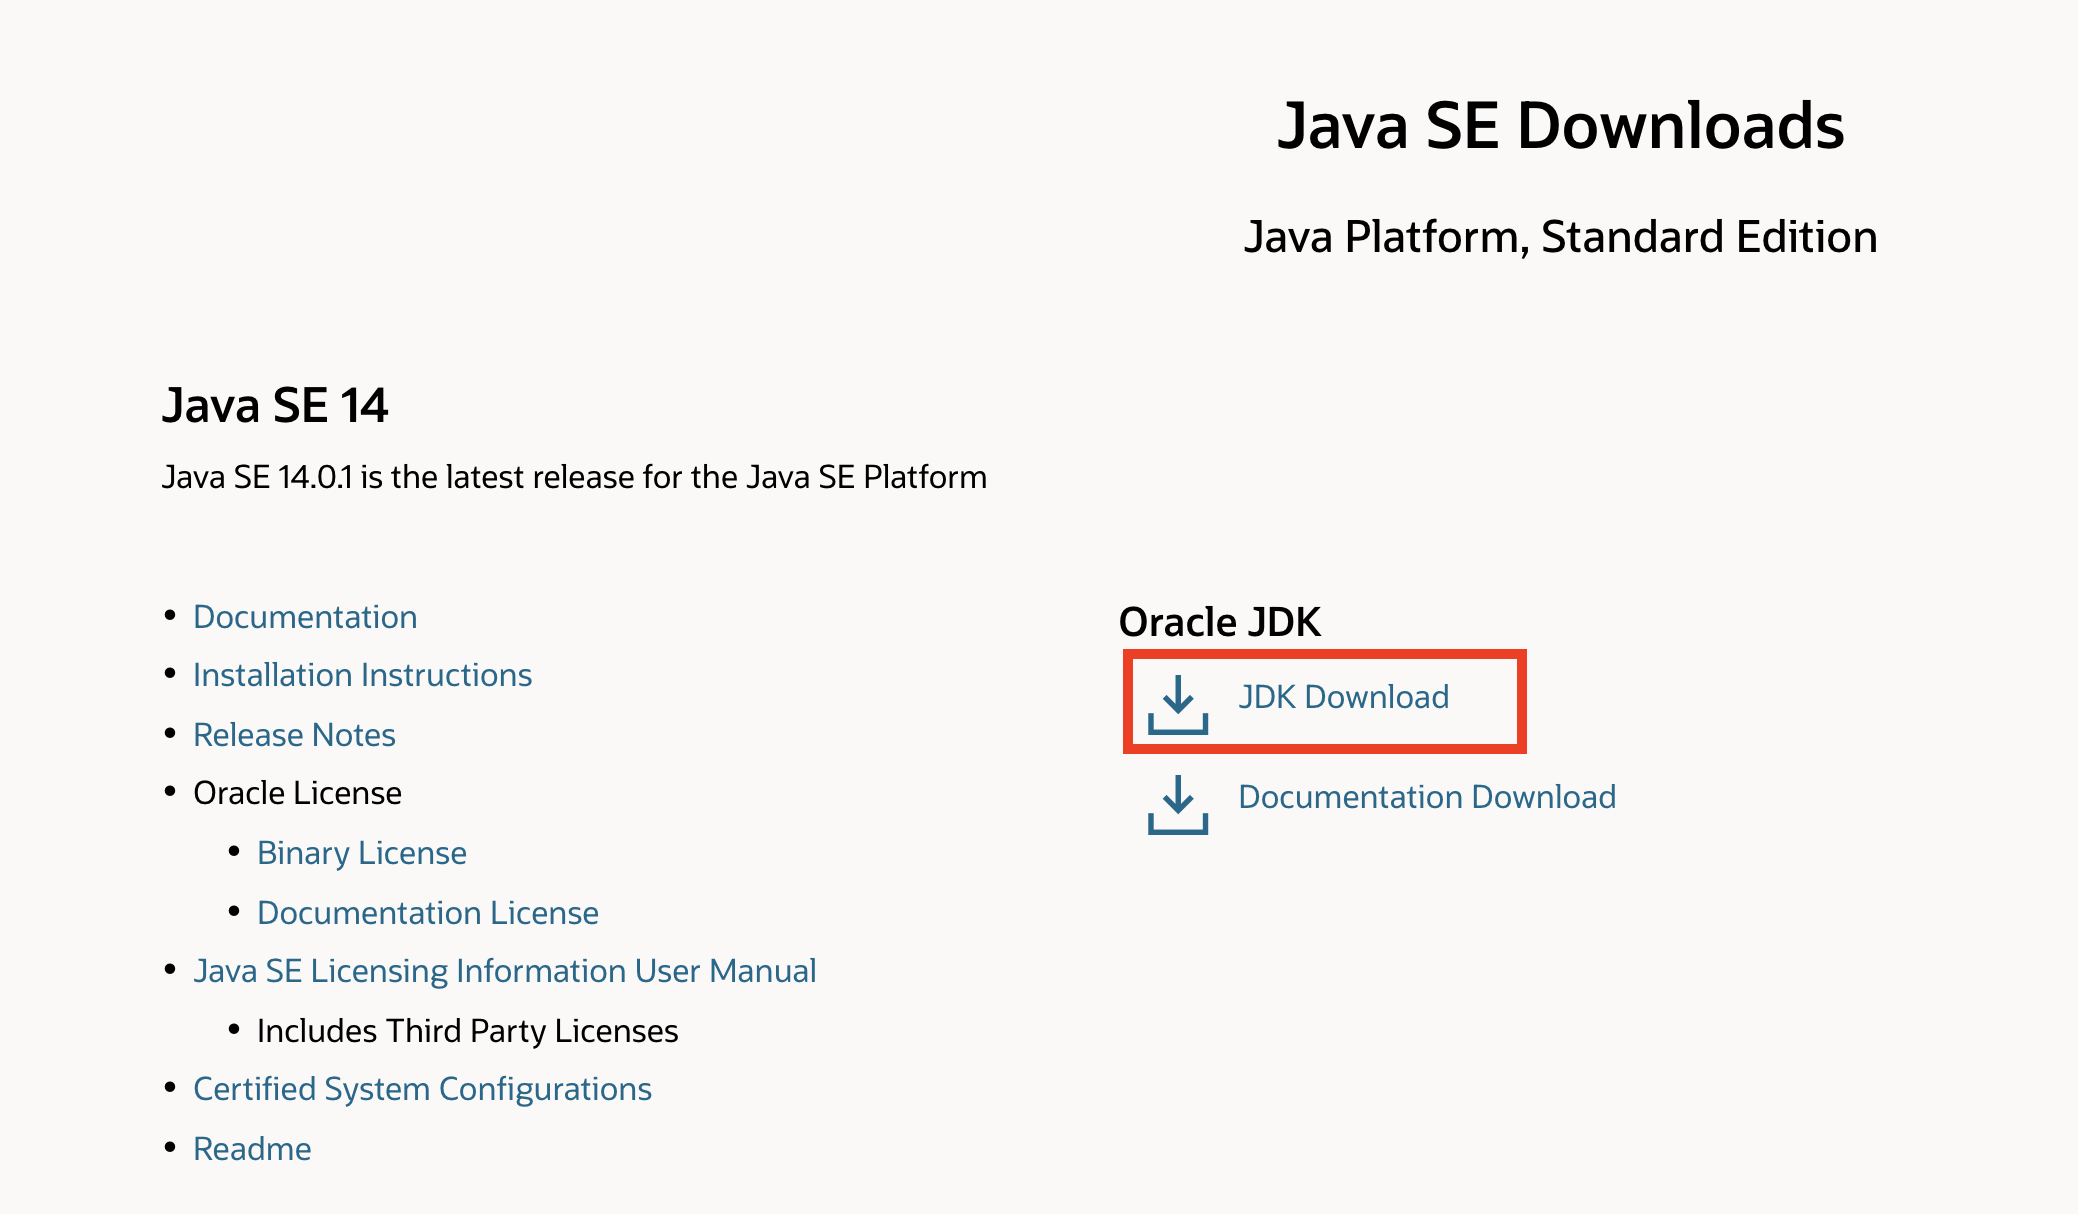 Java SE Downloads
Java Platform, Standard Edition
Java SE 14
Java SE 14.0.1 is the latest release for the Java SE Platform
Documentation
Installation Instructions
Release Notes
Oracle License
Binary License
Documentation License
Java SE Licensing Information User Manual
Includes Third Party Licenses
Certified System Configurations
Readme
Oracle JDK
JDK Download
Documentation Download